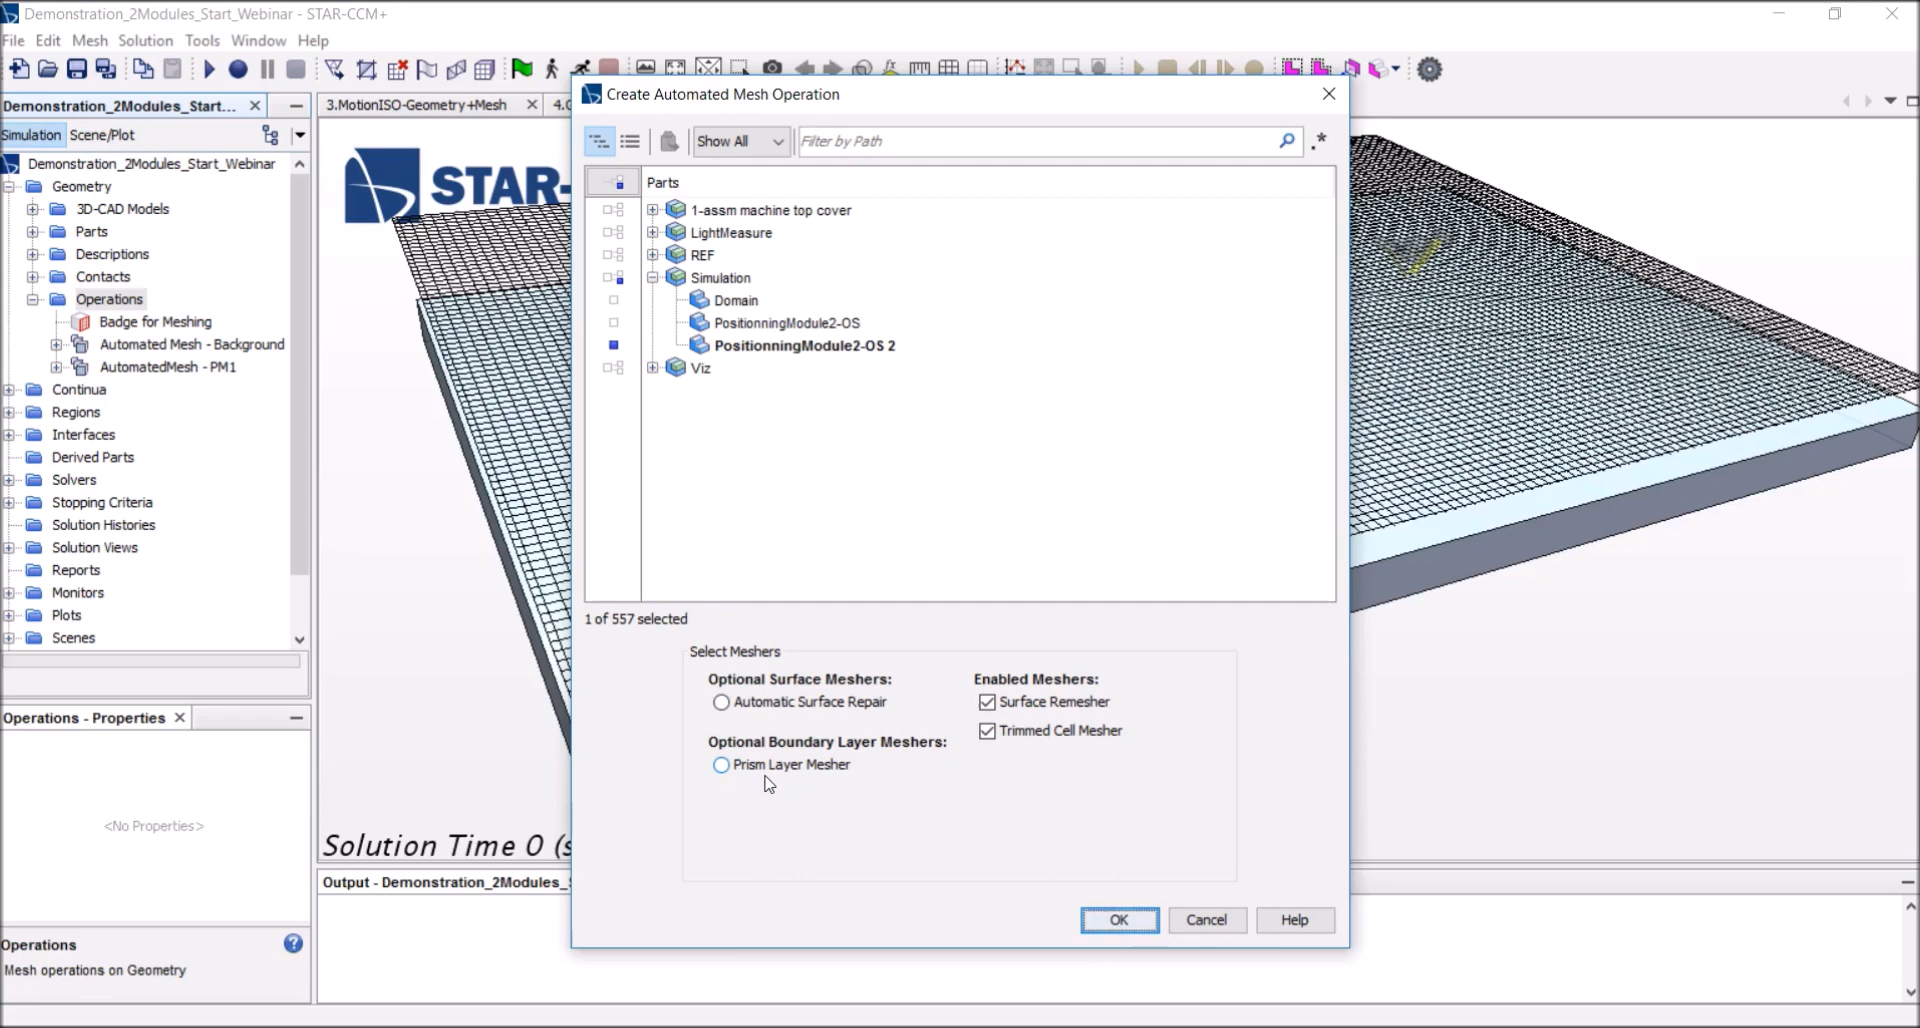 Demonstration_2Modules_Start_Webinar - STAR-CCM+
File Edit Mesh Solution Tools Window Help
Demonstration_2Modules_Start...
3.MotionISO-Geometry+Mesh
Simulation Scene/Plot
Demonstration_2Modules_Start_Webinar
Geometry
3D-CAD Models
Parts
Descriptions
Contacts
Operations
Badge for Meshing
Automated Mesh - Background
AutomatedMesh - PM1
Continua
Regions
Interfaces
Derived Parts
Solvers
Stopping Criteria
Solution Histories
Solution Views
Reports
Monitors
Plots
Scenes
Operations - Properties
<No Properties>
Operations
Mesh operations on Geometry
STAR-
Solution Time 0 (s
Output - Demonstration_2Modules_
Create Automated Mesh Operation
Show All
Filter by Path
.*
Parts
1-assm machine top cover
LightMeasure
REF
Simulation
Domain
PositionningModule2-OS
PositionningModule2-OS 2
Viz
1 of 557 selected
Select Meshers
Optional Surface Meshers:
Automatic Surface Repair
Optional Boundary Layer Meshers:
Prism Layer Mesher
Enabled Meshers:
Surface Remesher
Trimmed Cell Mesher
OK Cancel Help